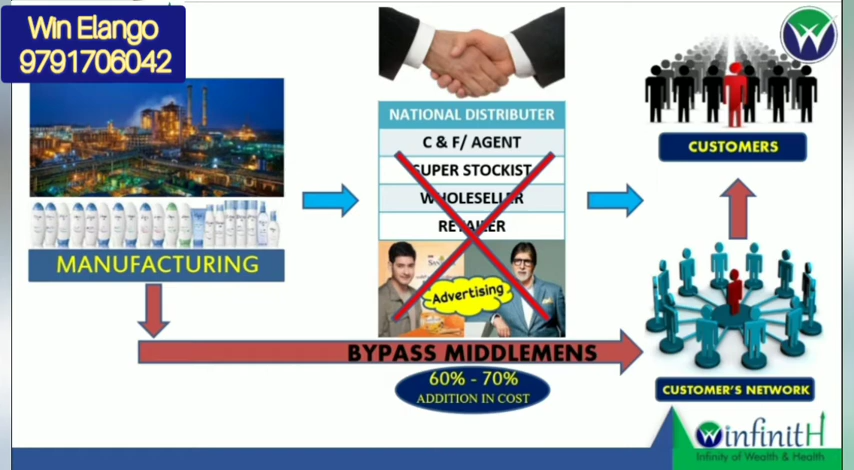 Win Elango
9791706042
NATIONAL DISTRIBUTER
C & F/ AGENT
SUPER STOCKIST
WHOLESELLER
RETAILER
Advertising
MANUFACTURING
CUSTOMERS
BYPASS MIDDLEMENS
60% - 70%
ADDITION IN COST
CUSTOMER'S NETWORK
WinfinitH
Infinity of Wealth & Health